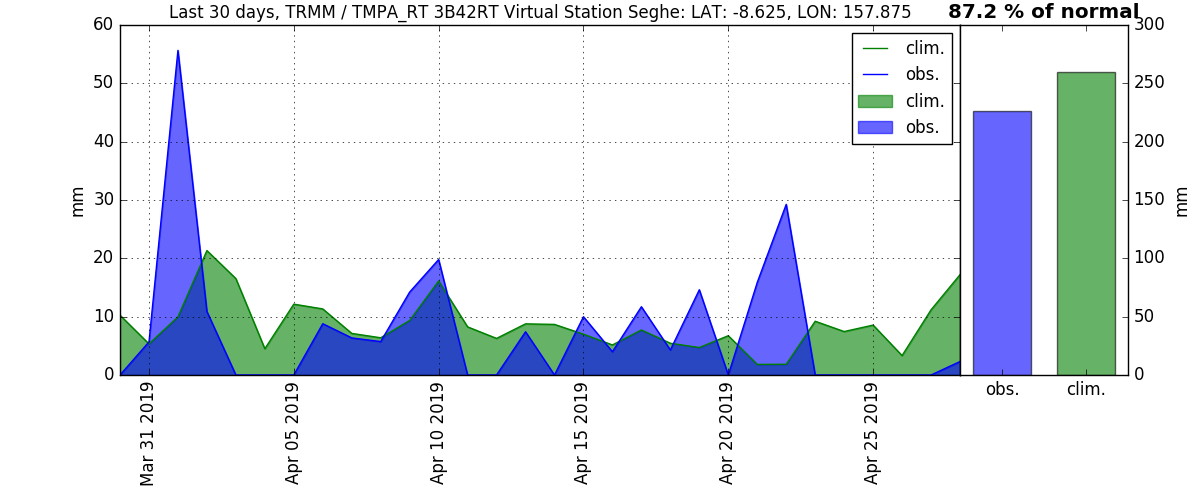 Last 30 days, TRMM / TMPA_RT 3B42RT Virtual Station Seghe: LAT: -8.625, LON: 157.875
87.2 % of normal
60
50
40
30
20
10
0
mm
clim.
obs.
clim.
obs.
300
250
200
150
100
50
0
mm
Mar 31 2019
Apr 05 2019
Apr 10 2019
Apr 15 2019
Apr 20 2019
Apr 25 2019
obs.
clim.